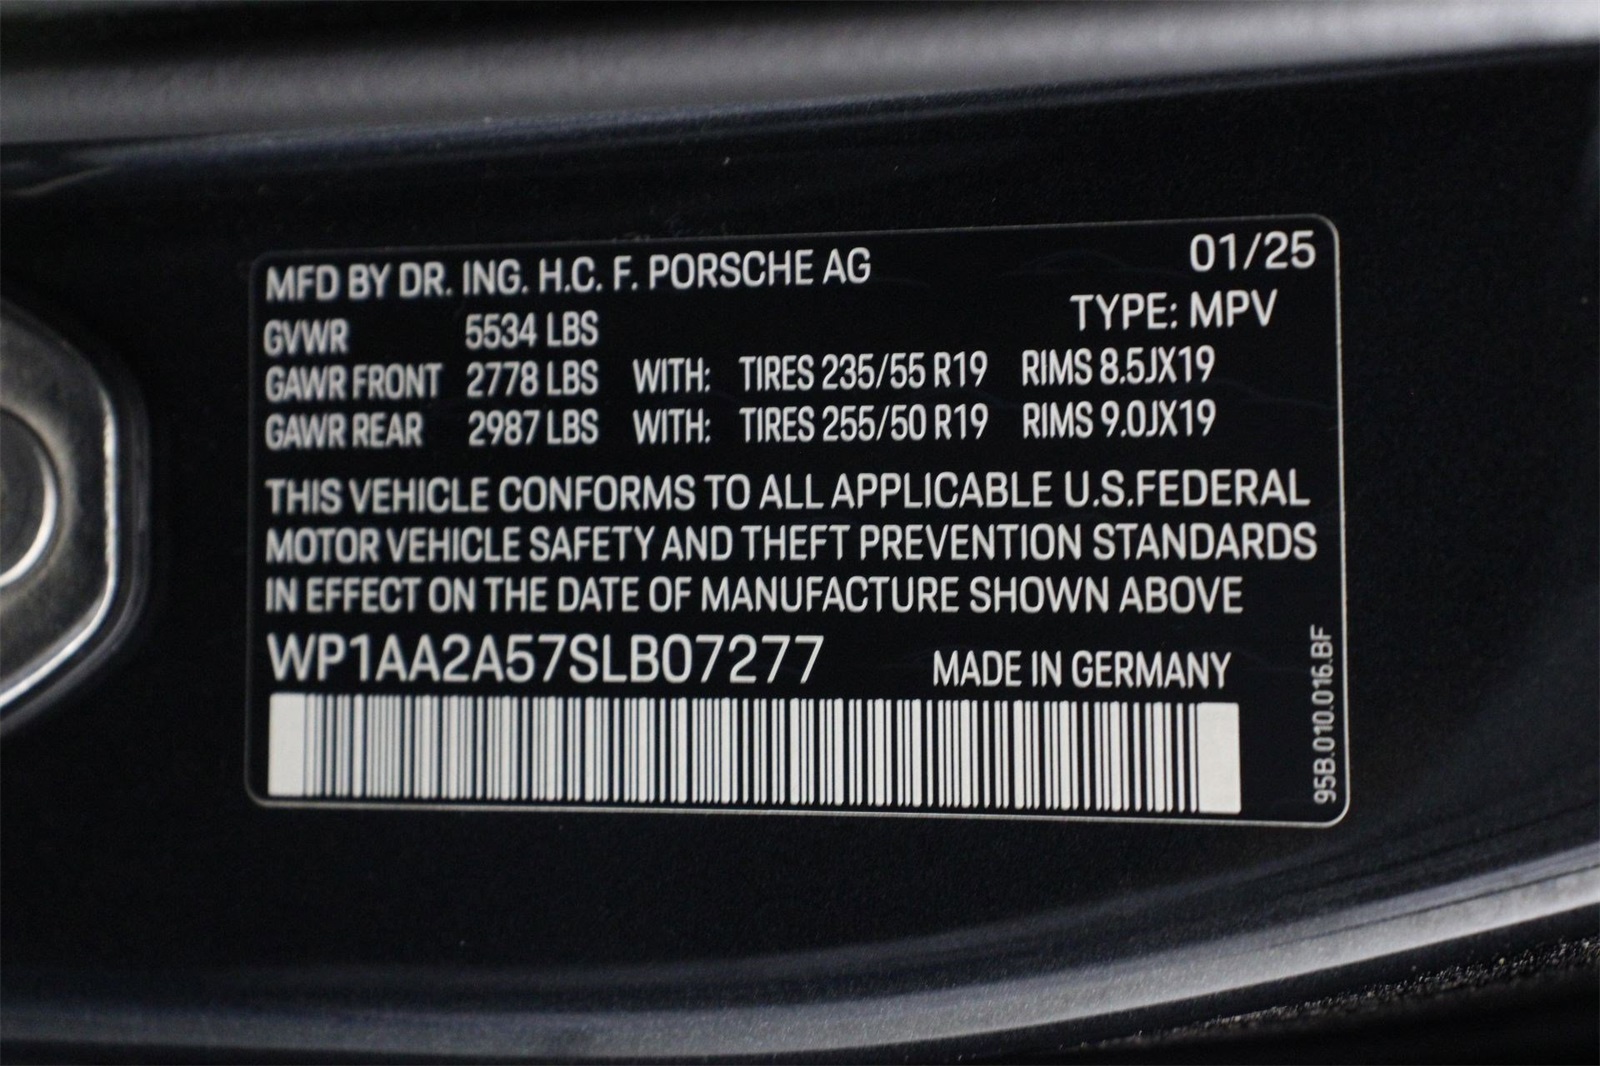 MFD BY DR. ING. H.C. F. PORSCHE AG 01/25
TYPE: MPV
GVWR 5534 LBS
GAWR FRONT 2778 LBS WITH: TIRES 235/55 R19 RIMS 8.5JX19
GAWR REAR 2987 LBS WITH: TIRES 255/50 R19 RIMS 9.0JX19
THIS VEHICLE CONFORMS TO ALL APPLICABLE U.S.FEDERAL
MOTOR VEHICLE SAFETY AND THEFT PREVENTION STANDARDS
IN EFFECT ON THE DATE OF MANUFACTURE SHOWN ABOVE
WP1AA2A57SLB07277 MADE IN GERMANY
95B.010.016.BF